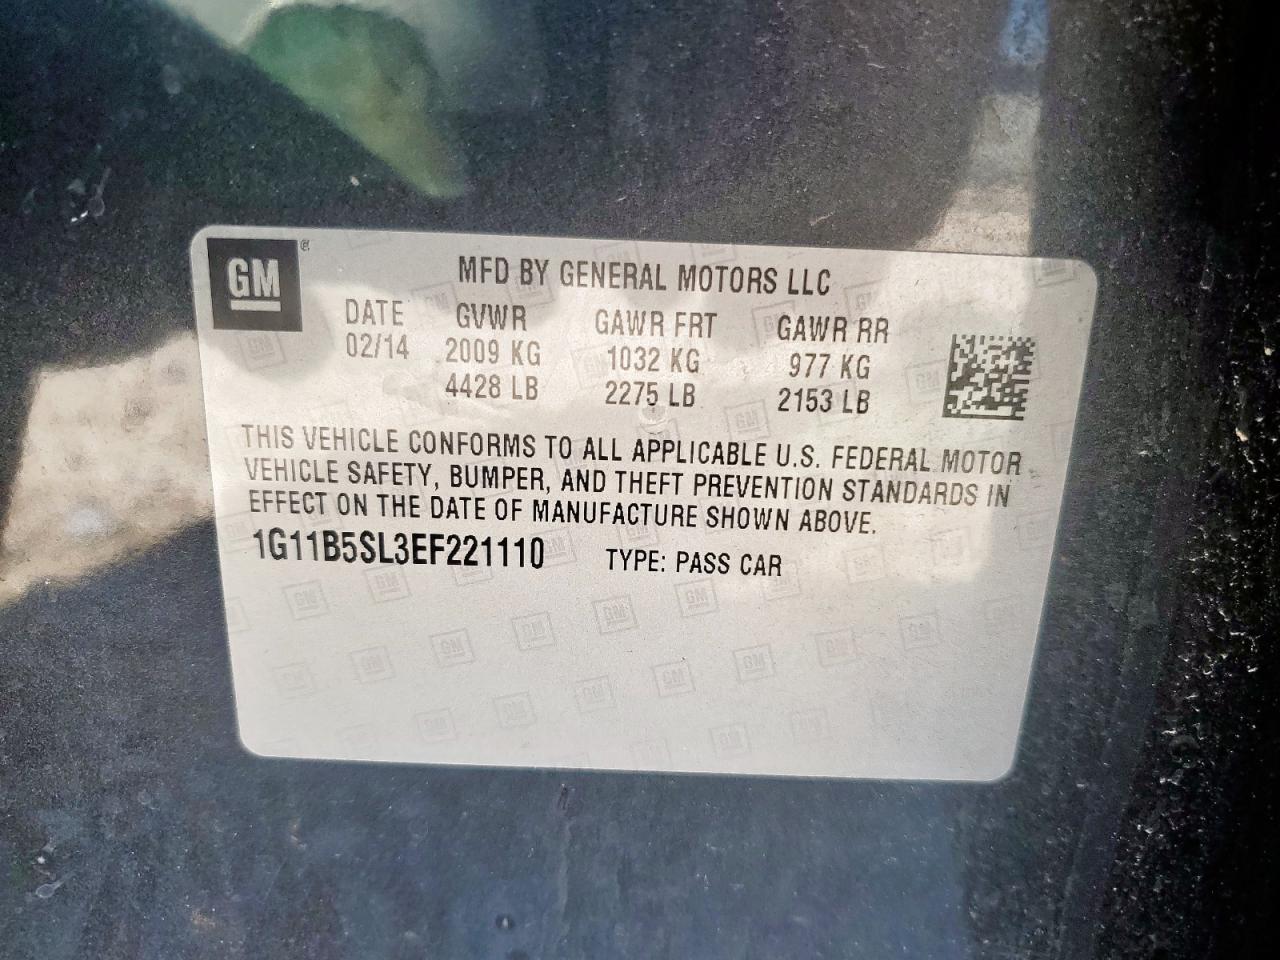 GM ®
MFD BY GENERAL MOTORS LLC
DATE GVWR GAWR FRT GAWR RR
02/14 2009 KG 1032 KG 977 KG
4428 LB 2275 LB 2153 LB
THIS VEHICLE CONFORMS TO ALL APPLICABLE U.S. FEDERAL MOTOR
VEHICLE SAFETY, BUMPER, AND THEFT PREVENTION STANDARDS IN
EFFECT ON THE DATE OF MANUFACTURE SHOWN ABOVE.
1G11B5SL3EF221110 TYPE: PASS CAR